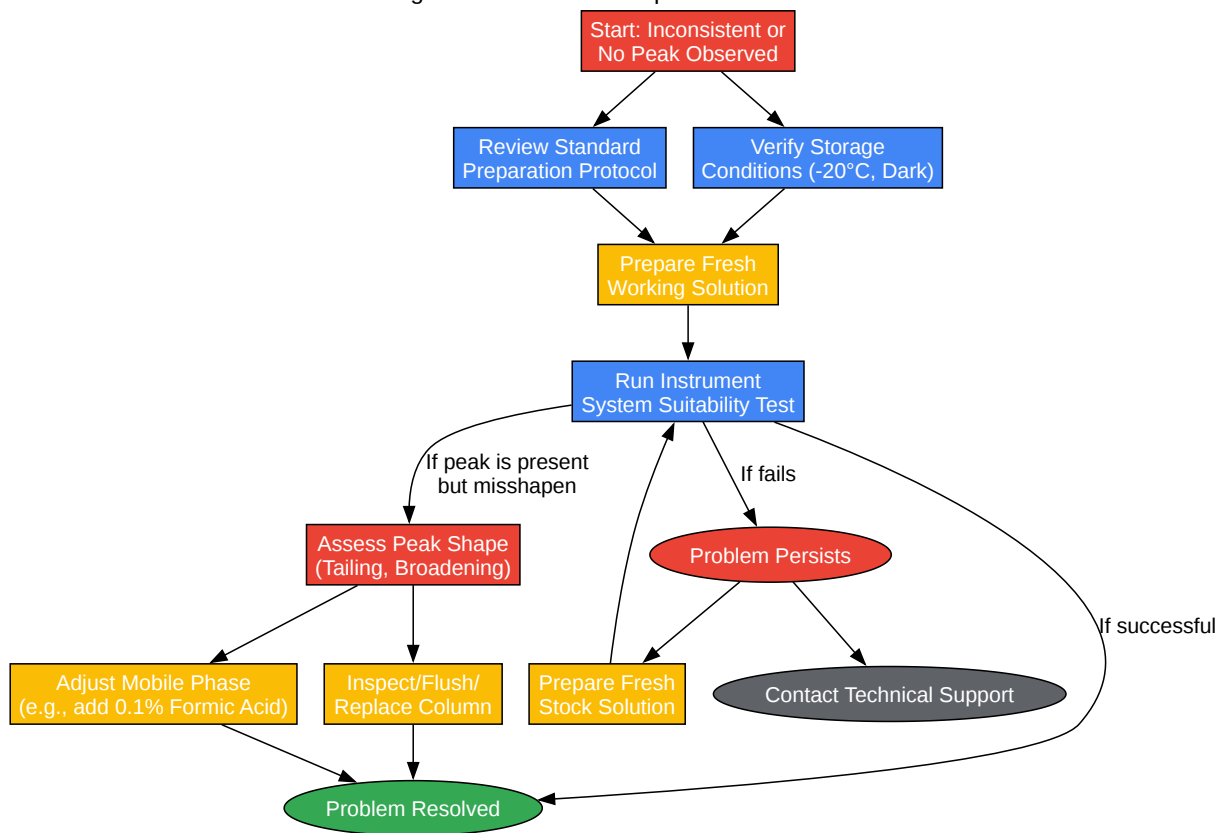 Start: Inconsistent or
No Peak Observed
Review Standard
Preparation Protocol
Verify Storage
Conditions (-20°C, Dark)
Prepare Fresh
Working Solution
Run Instrument
System Suitability Test
If peak is present
but misshapen
If fails
Assess Peak Shape
(Tailing, Broadening)
Problem Persists
If successful
Adjust Mobile Phase
(e.g., add 0.1% Formic Acid)
Inspect/Flush/
Replace Column
Prepare Fresh
Stock Solution
Contact Technical Support
Problem Resolved